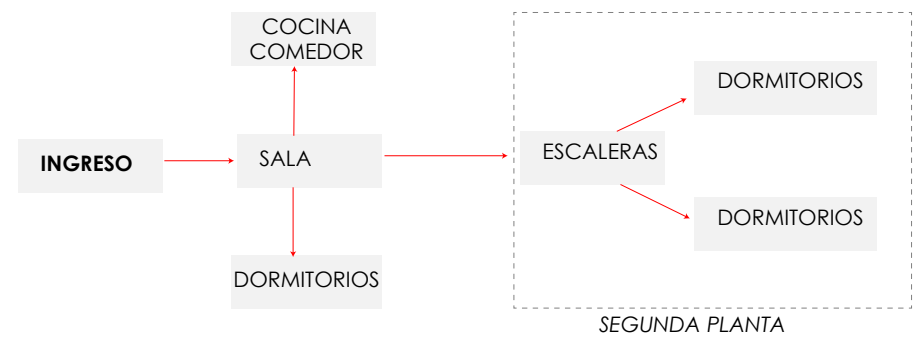 COCINA
COMEDOR
INGRESO
SALA
DORMITORIOS
ESCALERAS
DORMITORIOS
DORMITORIOS
SEGUNDA PLANTA